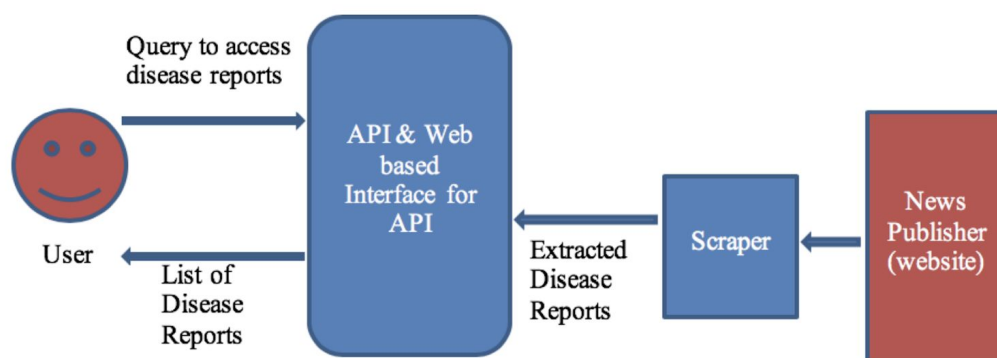 Query to access
disease reports
User
List of
Disease
Reports
API & Web
based
Interface for
API
Extracted
Disease
Reports
Scraper
News
Publisher
(website)